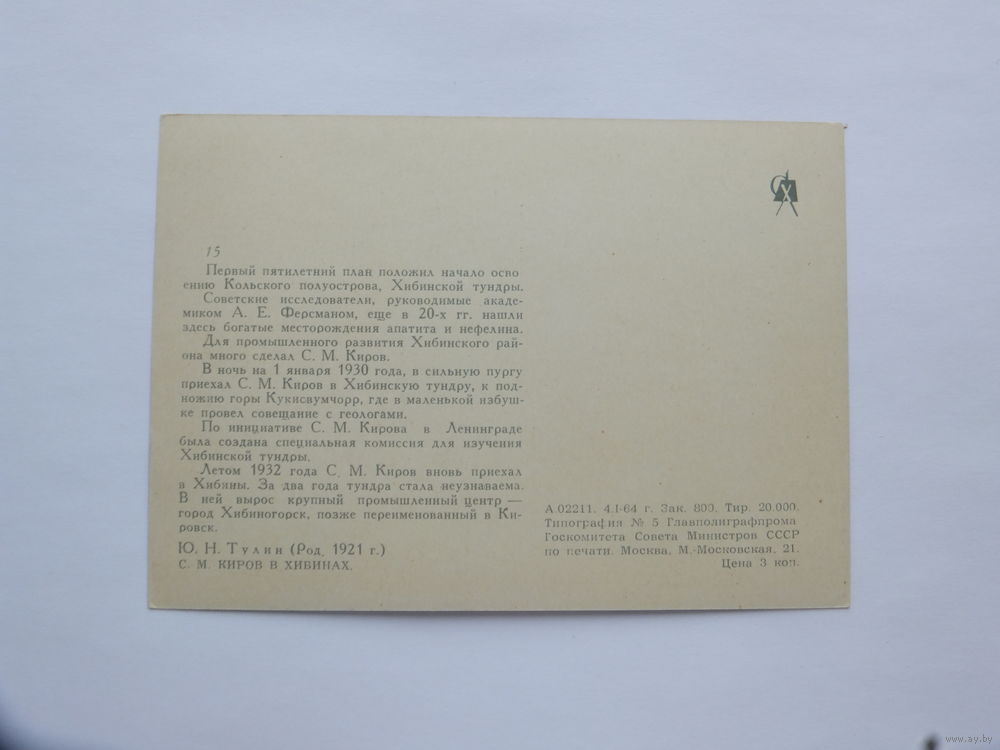 15
Первый пятилетний план положил начало осво
ению Кольского полуострова, Хибинской тундры.
Советские исследователи, руководимые акаде-
миком А. Е. Ферсманом, еще в 20-х гг. нашли
здесь богатые месторождения апатита и нефелина.
Для промышленного развития Хибинского рай-
она много сделал С. М. Киров.
В ночь на 1 января 1930 года, в сильную пургу
приехал С. М. Киров в Хибинскую тундру, к под-
ножию горы Кукисвумчорр, где в маленькой избуш-
ке провел совещание с геологами.
По инициативе С. М. Кирова в Ленинграде
была создана специальная комиссия для изучения
Хибинской тундры.
Летом 1932 года С. М. Киров вновь приехал
в Хибины. За два года тундра стала неузнаваема.
В ней вырос крупный промышленный центр —
город Хибиногорск, позже переименованный в Ки-
ровск.
Ю. Н. Тулин (Род. 1921 г.)
С. М. КИРОВ В ХИБИНАХ.
СХ
А.02211. 4.I-64 г. Зак. 800. Тир. 20.000.
Типография № 5 Главполиграфпрома
Госкомитета Совета Министров СССР
по печати. Москва, М.-Московская, 21.
Цена 3 коп.
www.ay.by